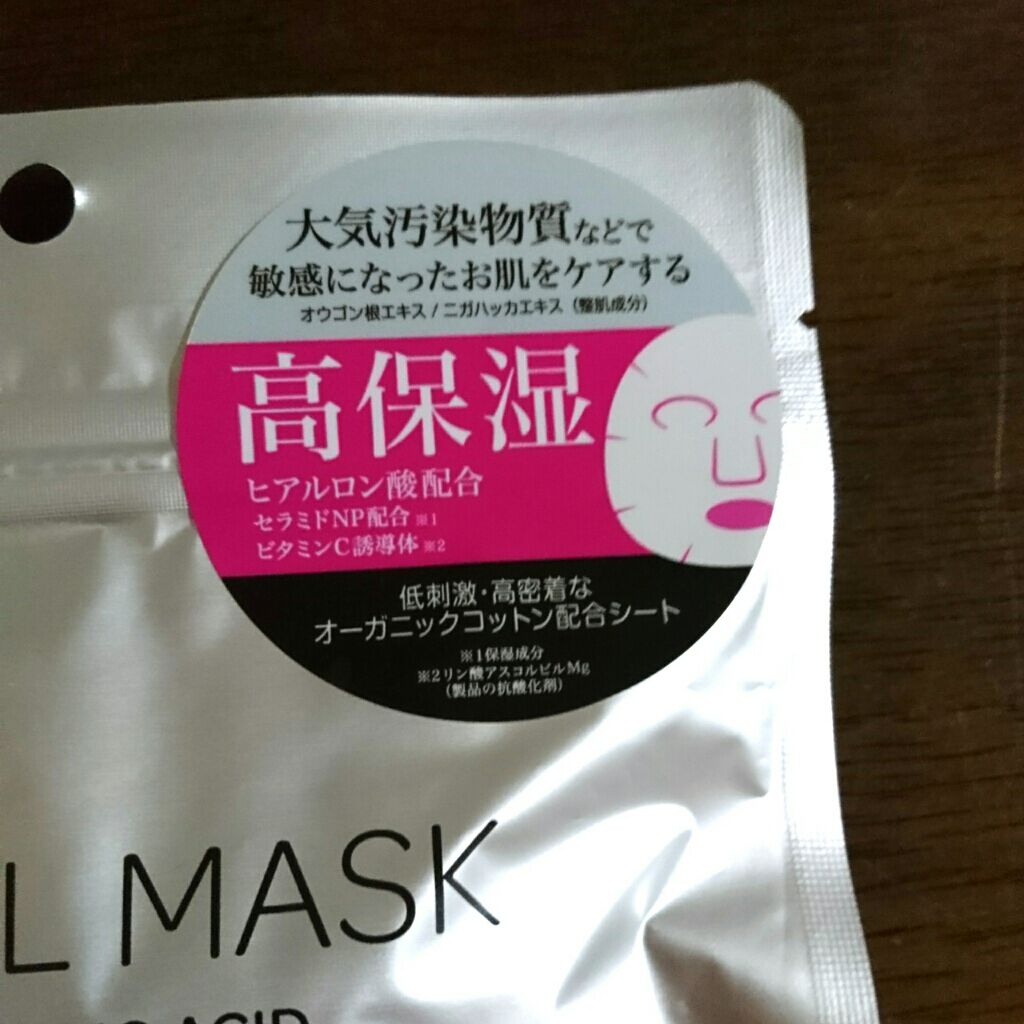 大気汚染物質などで
敏感になったお肌をケアする
オウゴン根エキス / ニガハッカエキス（整肌成分）
高保湿
ヒアルロン酸配合
セラミドNP配合 ※1
ビタミンC誘導体 ※2
低刺激・高密着な
オーガニックコットン配合シート
※1保湿成分
※2リン酸アスコルビルMg
（製品の抗酸化剤）
L MASK
ACID